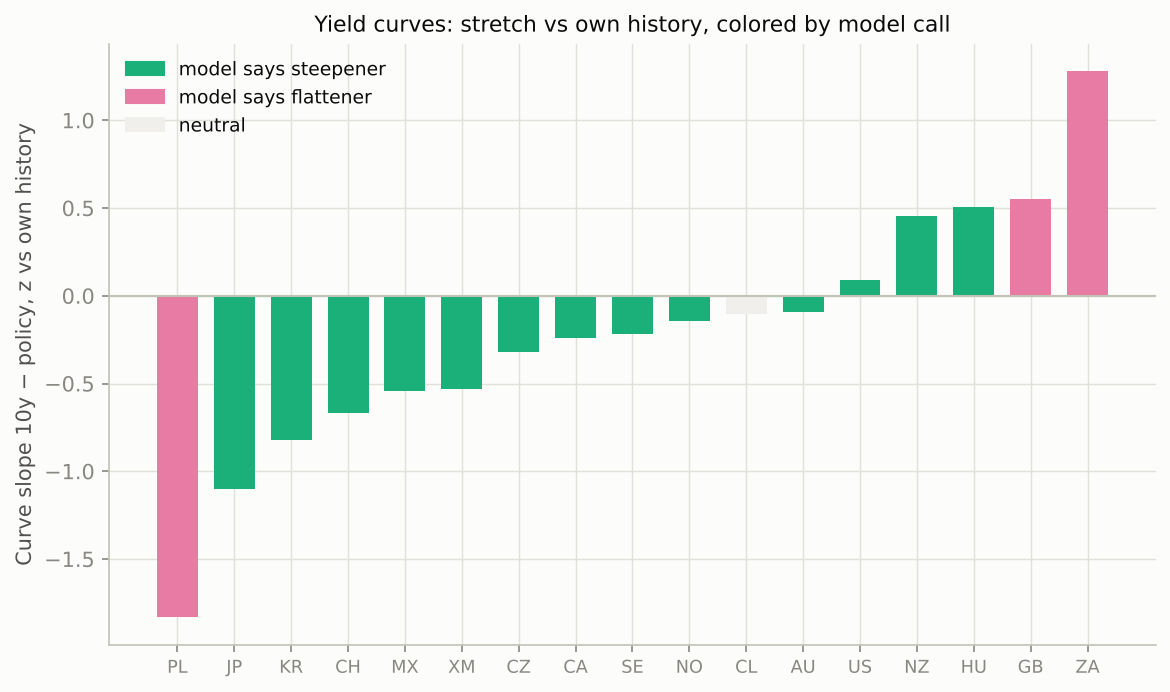 Yield curves: stretch vs own history, colored by model call
model says steepener
model says flattener
neutral
Curve slope 10y − policy, z vs own history
1.0
0.5
0.0
−0.5
−1.0
−1.5
PL JP KR CH MX XM CZ CA SE NO CL AU US NZ HU GB ZA